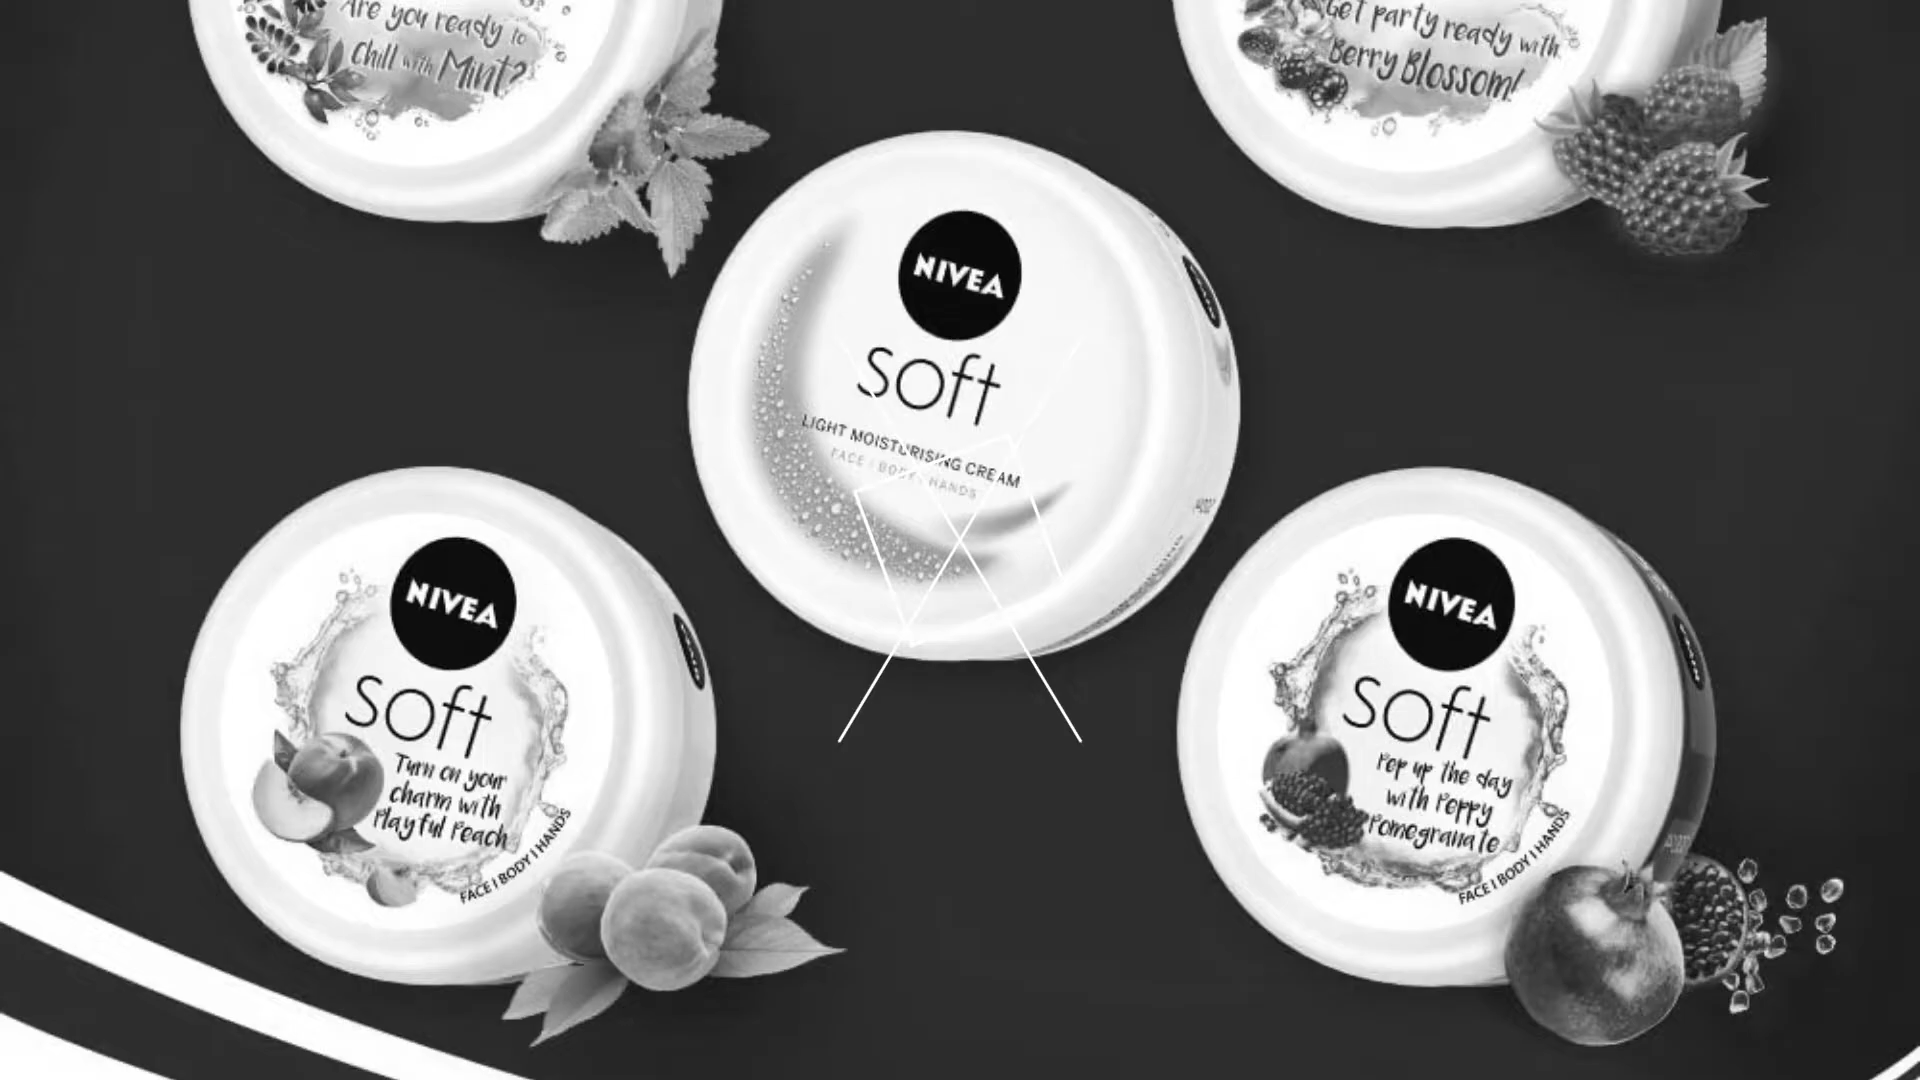 Are you ready to
Chill with Mint?
Get party ready with
Berry Blossom!
NIVEA
soft
LIGHT MOISTURISING CREAM
FACE I BODY I HANDS
NIVEA
soft
Turn on your
charm with
Playful Peach
FACE I BODY I HANDS
NIVEA
soft
Pep up the day
with Peppy
Pomegranate
FACE I BODY I HANDS